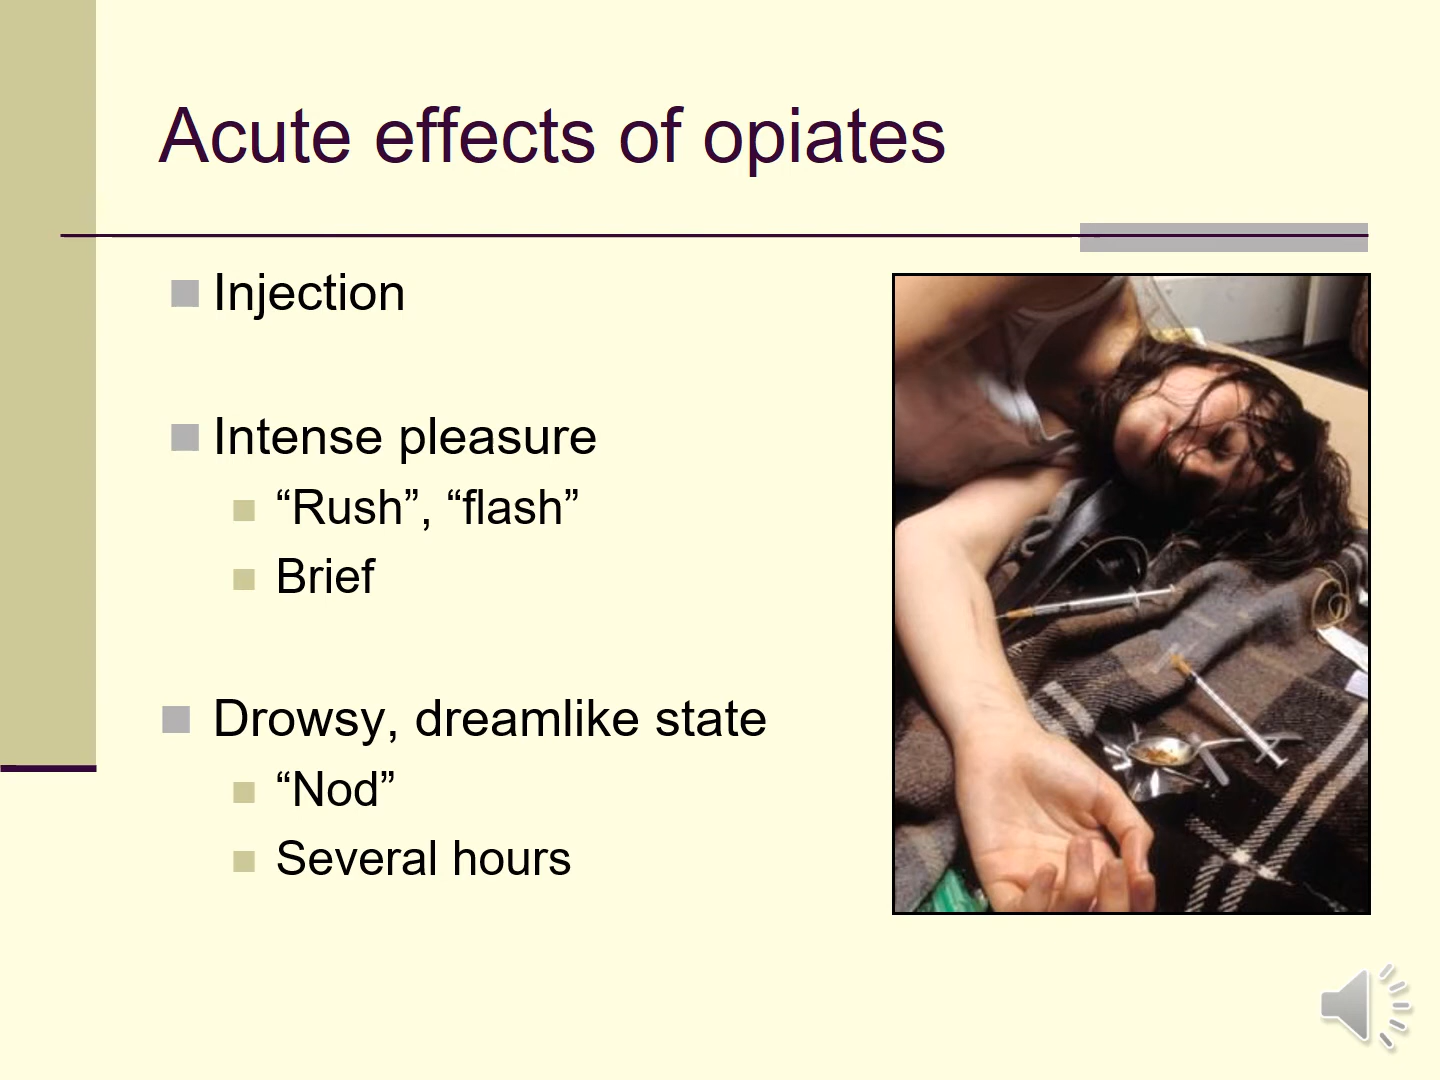 Acute effects of opiates
Injection
Intense pleasure
“Rush”, “flash”
Brief
Drowsy, dreamlike state
“Nod”
Several hours